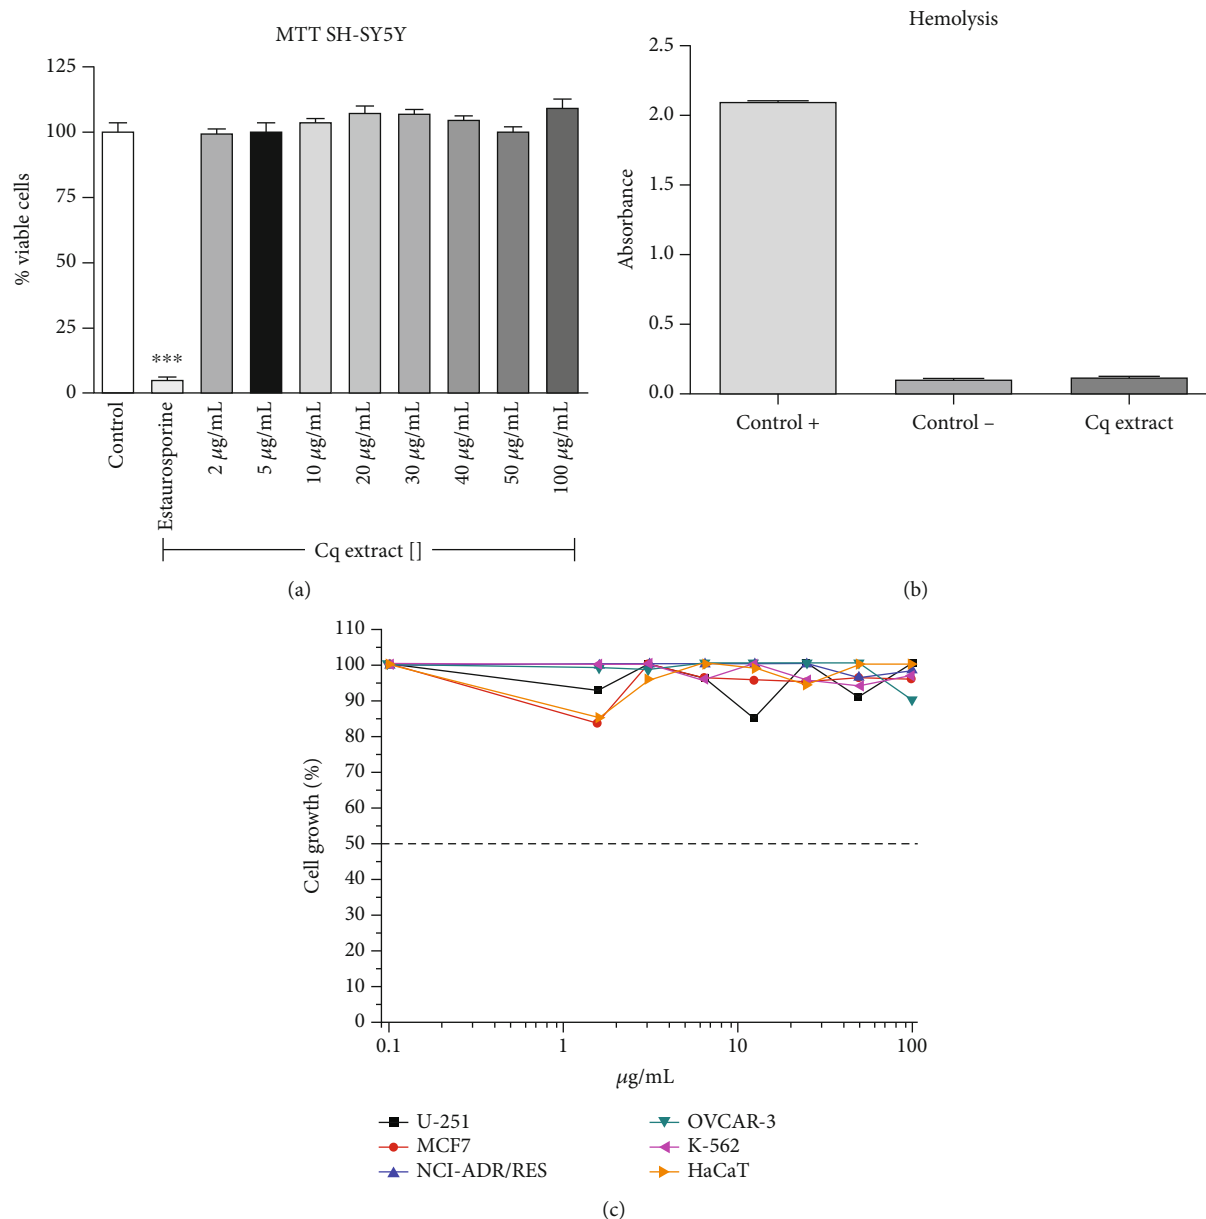 MTT SH-SY5Y
% viable cells
125
100
75
50
25
0
***
Control
Estaurosporine
2 μg/mL
5 μg/mL
10 μg/mL
20 μg/mL
30 μg/mL
40 μg/mL
50 μg/mL
100 μg/mL
Cq extract []
(a)
Hemolysis
Absorbance
2.5
2.0
1.5
1.0
0.5
0.0
Control +
Control –
Cq extract
(b)
Cell growth (%)
110
100
90
80
70
60
50
40
30
20
10
0
0.1
1
10
100
μg/mL
U-251
MCF7
NCI-ADR/RES
OVCAR-3
K-562
HaCaT
(c)